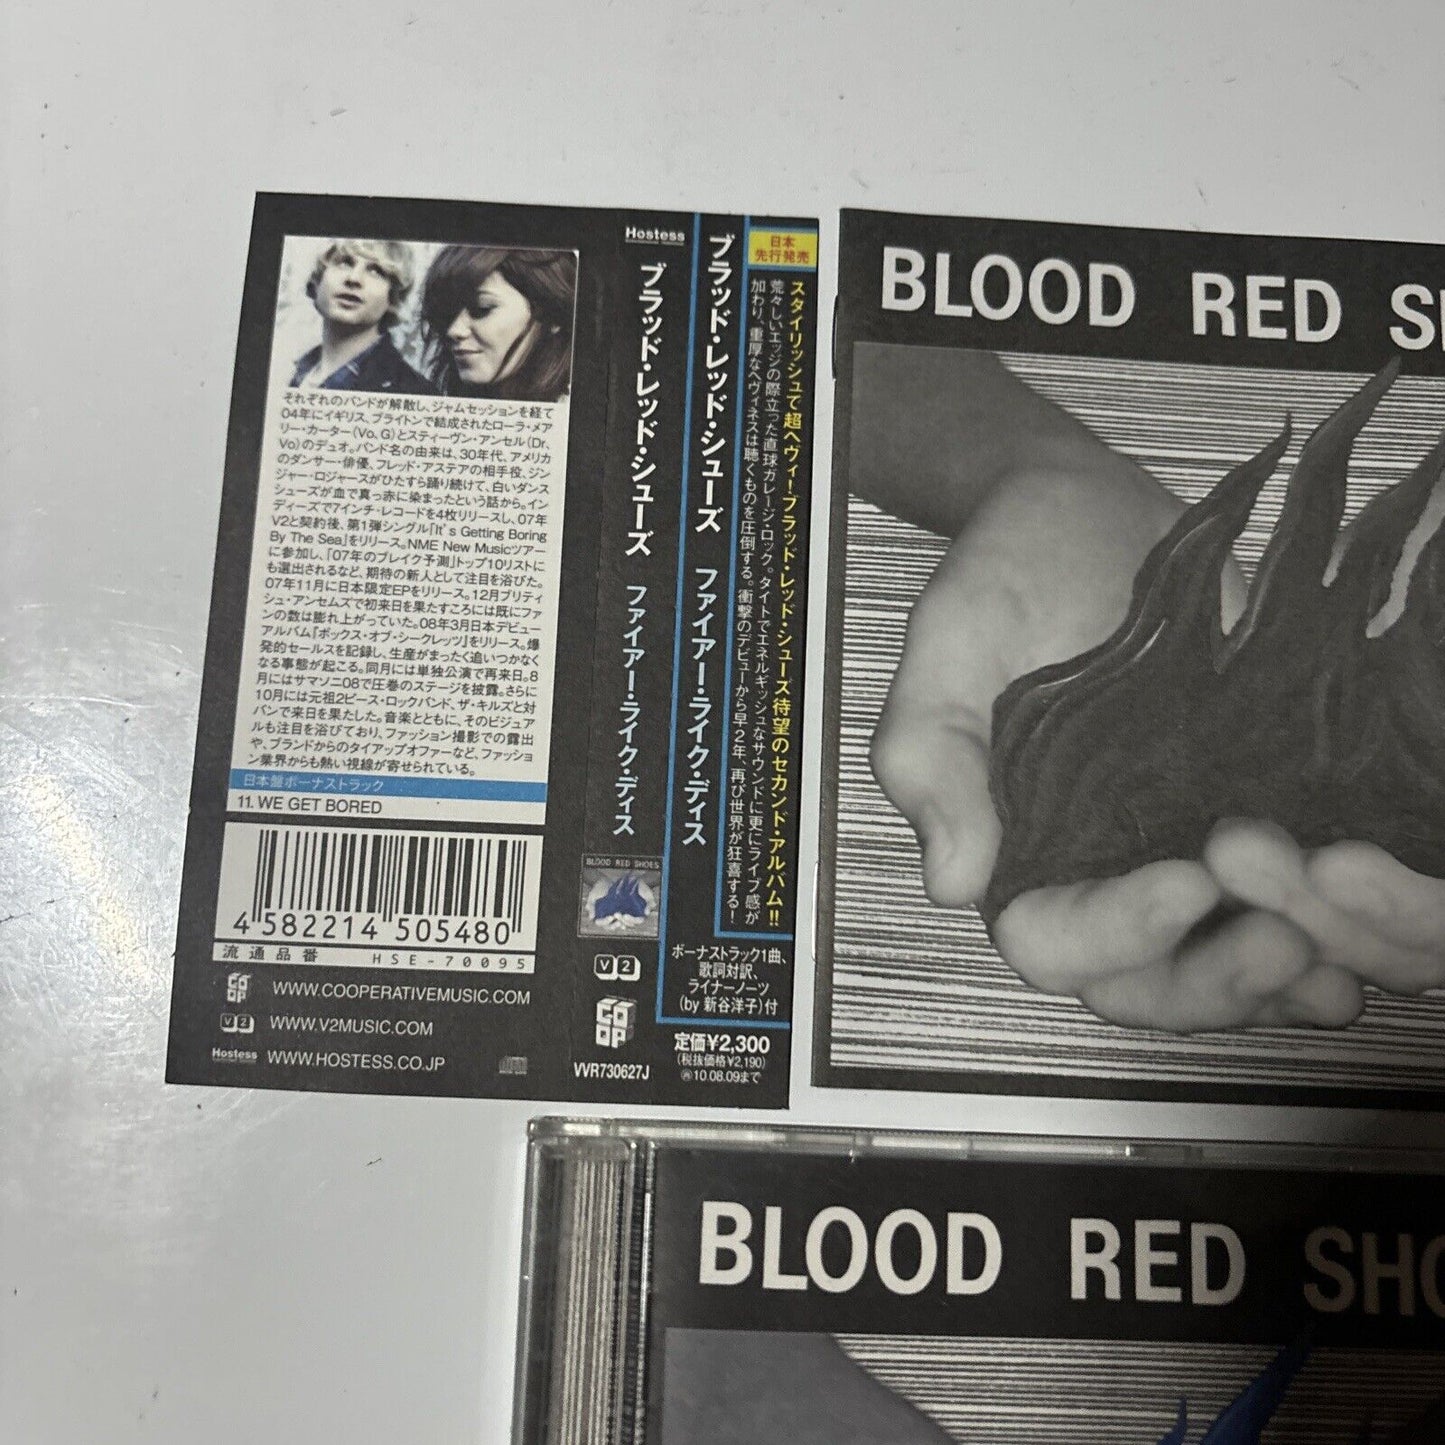 それぞれのバンドが解散し、ジャムセッションを経て
04年にイギリス、ブライトンで結成されたローラ・メア
リー・カーター(Vo, G)とスティーヴン・アンセル(Dr,
Vo)のデュオ。バンド名の由来は、30年代、アメリカ
のダンサー・俳優、フレッド・アステアの相手役、ジン
ジャー・ロジャースがひたすら踊り続けて、白いダンス
シューズが血で真っ赤に染まったという話から。イン
ディーズで7インチ・レコードを4枚リリースし、07年
V2と契約後、第1弾シングル「It's Getting Boring
By The Sea」をリリース。NME New Musicツアー
に参加し、「07年のブレイク予測」トップ10リストに
も選出されるなど、期待の新人として注目を浴びた。
07年11月に日本限定EPをリリース。12月ブリティ
シュ・アンセムズで初来日を果たすころには既にファ
ンの数は膨れ上がっていた。08年3月日本デビュー
アルバム『ボックス・オブ・シークレッツ』をリリース。爆
発的セールスを記録し、生産がまったく追いつかなく
なる事態が起こる。同月には単独公演で再来日。8
月にはサマソニ08で圧巻のステージを披露。さらに
10月には元祖2ピース・ロックバンド、ザ・キルズと対
バンで来日を果たした。音楽とともに、そのビジュア
ルも注目を浴びており、ファッション撮影での露出
や、ブランドからのタイアップオファーなど、ファッショ
ン業界からも熱い視線が寄せられている。
日本盤ボーナストラック
11. WE GET BORED
4 582214 505480
流通品番 HSE-70095
CO OP WWW.COOPERATIVEMUSIC.COM
V2 WWW.V2MUSIC.COM
Hostess WWW.HOSTESS.CO.JP
Hostess
ブラッド・レッド・シューズ ファイアー・ライク・ディス
BLOOD RED SHOES
V2
CO OP
VVR730627J
ブラッド・レッド・シューズ ファイアー・ライク・ディス
日本
先行発売
スタイリッシュで超ヘヴィ!ブラッド・レッド・シューズ待望のセカンド・アルバム!!
荒々しいエッジの際立った直球ガレージ・ロック。タイトでエネルギッシュなサウンドに更にライブ感が
加わり、重厚なヘヴィネスは聴くものを圧倒する。衝撃のデビューから早2年、再び世界が狂喜する!
ボーナストラック1曲、
歌詞対訳、
ライナーノーツ
(by 新谷洋子)付
定価¥2,300
(税抜価格¥2,190)
10.08.09まで
BLOOD RED SH
BLOOD RED SHO